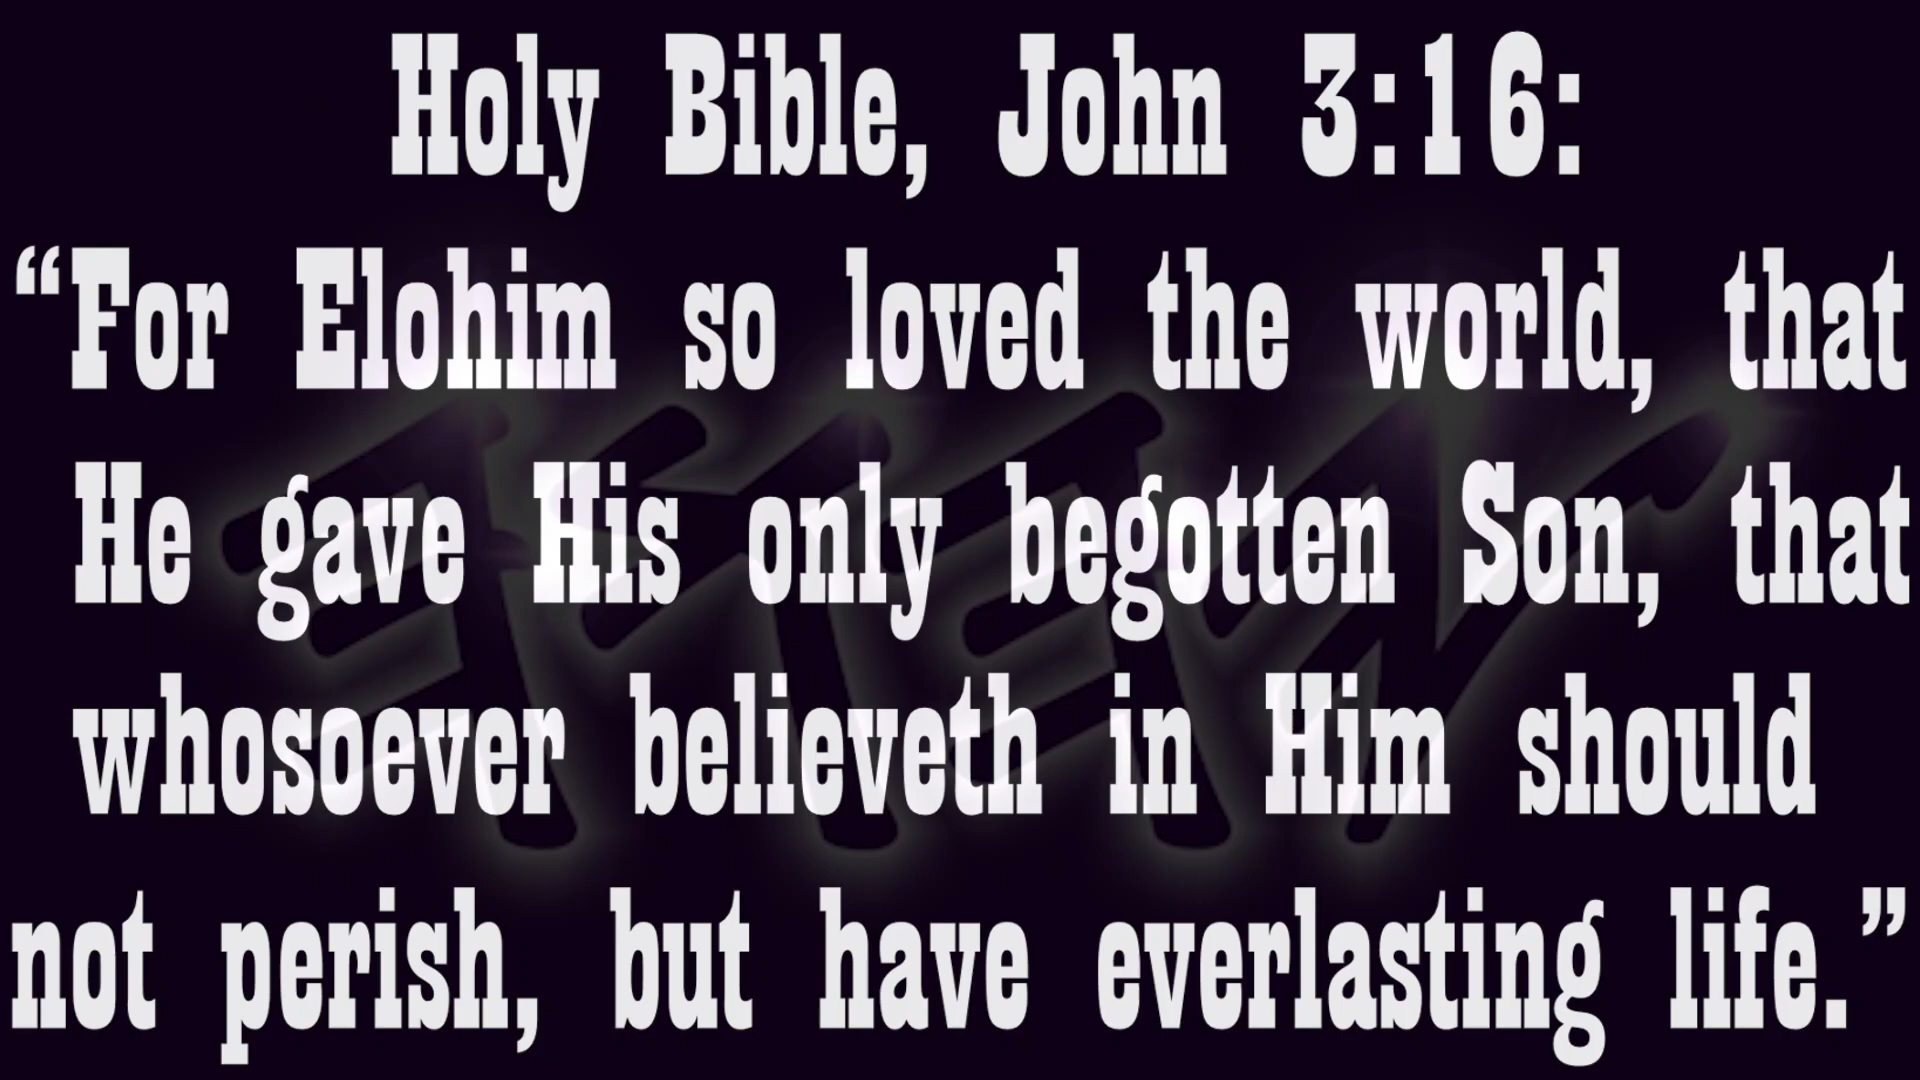 Holy Bible, John 3:16:
“For Elohim so loved the world, that
He gave His only begotten Son, that
whosoever believeth in Him should
not perish, but have everlasting life.”
𐤉𐤄𐤅𐤄